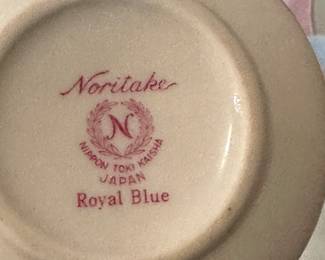 Noritake
N
NIPPON TOKI KAISHA
JAPAN
Royal Blue